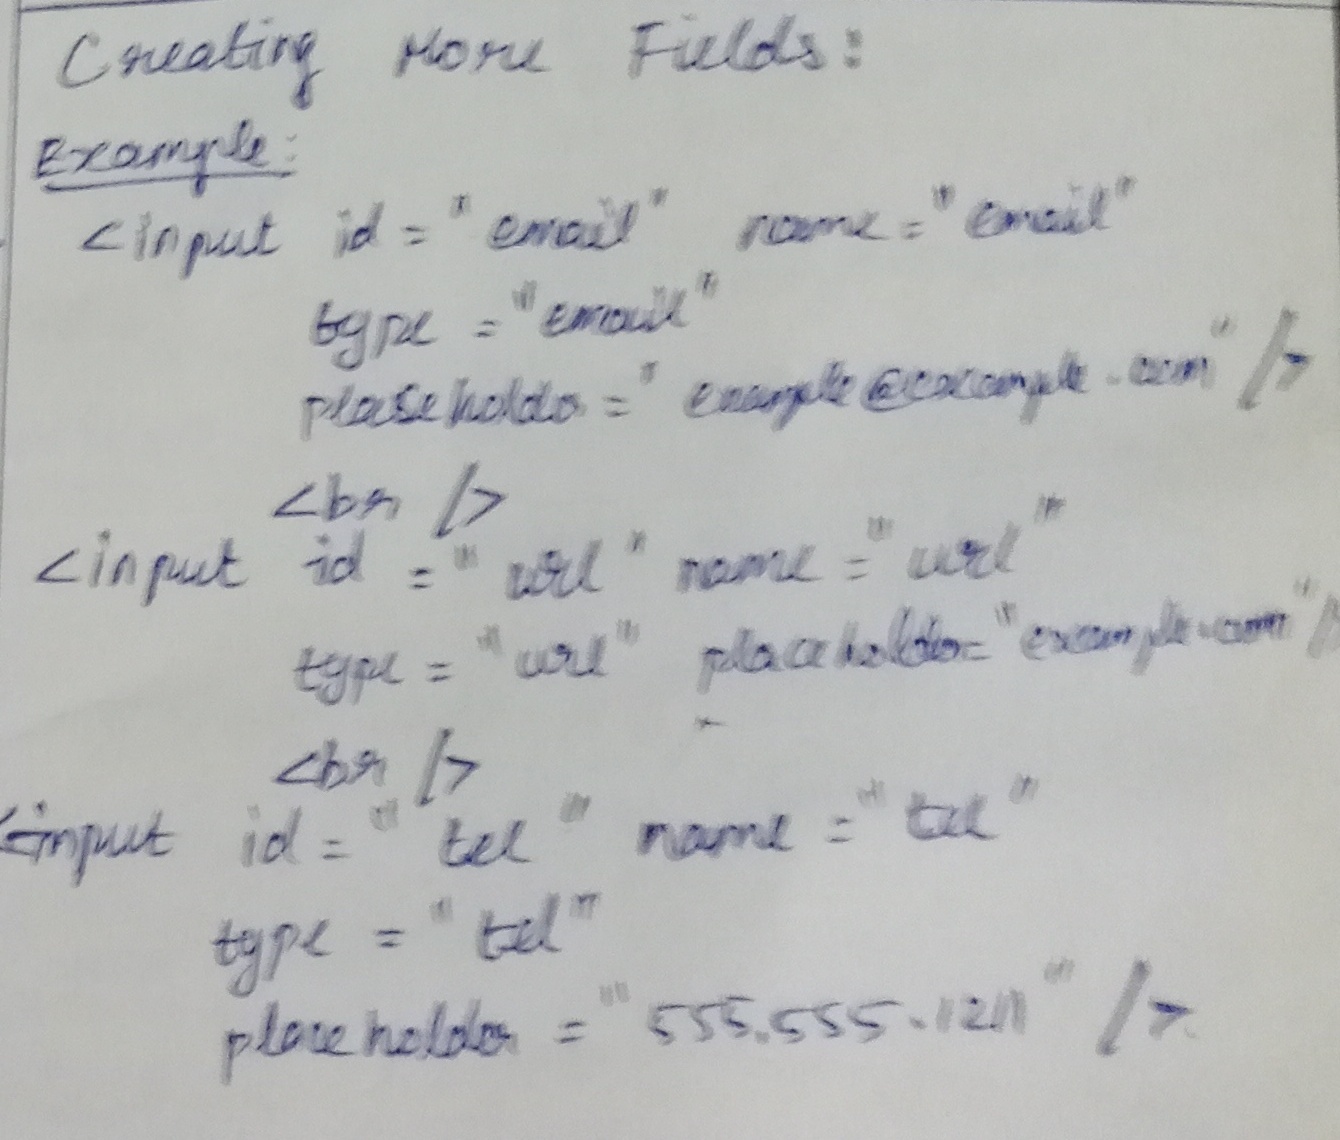 Creating More Fields:
Example:
<input id = "email" name = "email"
type = "email"
plaseholder = "example@example.com" />
<br />
<input id = "url" name = "url"
type = "url" placeholder= "example.com" />
<br />
<input id = "tel" name = "tel"
type = "tel"
placeholder = "555.555.1211" />